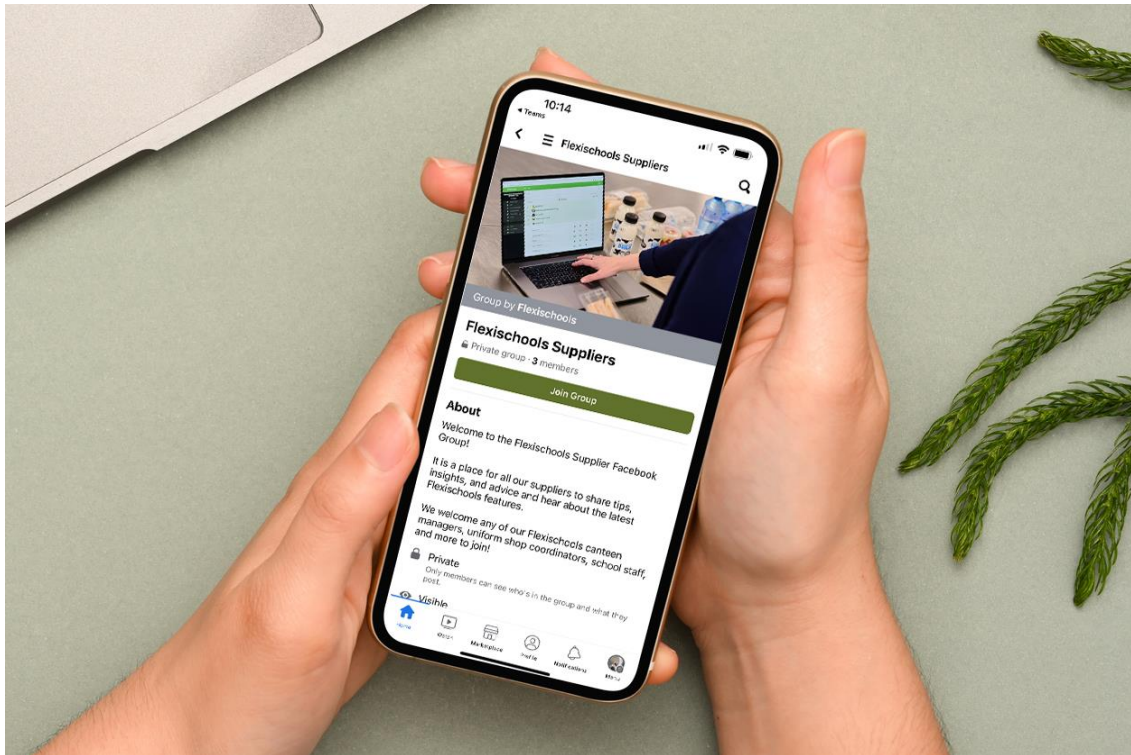 10:14
◀ Teams
Flexischools Suppliers
Group by Flexischools
Flexischools Suppliers
Private group · 3 members
Join Group
About
Welcome to the Flexischools Supplier Facebook
Group!
It is a place for all our suppliers to share tips,
insights, and advice and hear about the latest
Flexischools features.
We welcome any of our Flexischools canteen
managers, uniform shop coordinators, school staff,
and more to join!
Private
Only members can see who's in the group and what they
post.
Visible
Home
Watch
Marketplace
Profile
Notifications
Menu